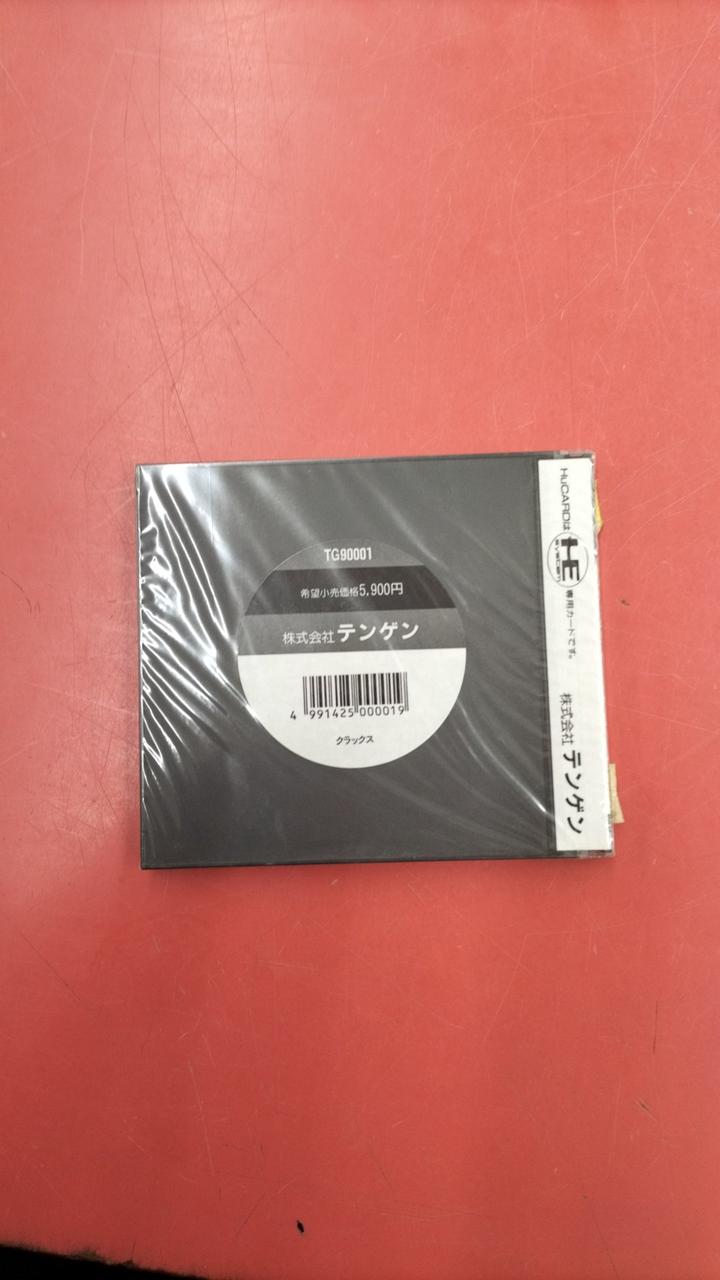 TG90001
希望小売価格5,900円
株式会社テンゲン
4 991425 000019
クラックス
HuCARDは HE SYSTEM 専用カードです。
株式会社テンゲン